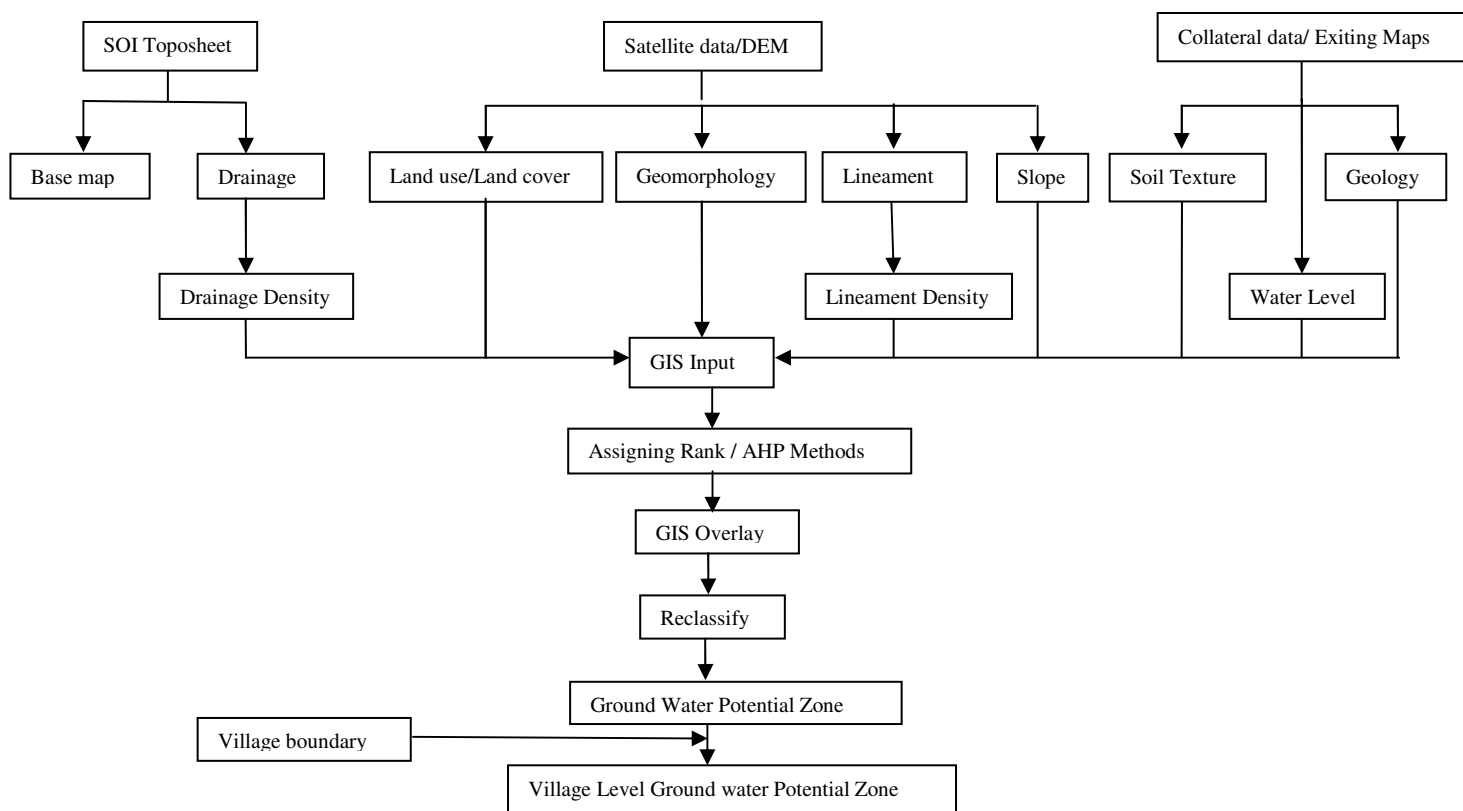 SOI Toposheet
Satellite data/DEM
Collateral data/ Exiting Maps
Base map
Drainage
Land use/Land cover
Geomorphology
Lineament
Slope
Soil Texture
Geology
Drainage Density
Lineament Density
Water Level
GIS Input
Assigning Rank / AHP Methods
GIS Overlay
Reclassify
Ground Water Potential Zone
Village boundary
Village Level Ground water Potential Zone